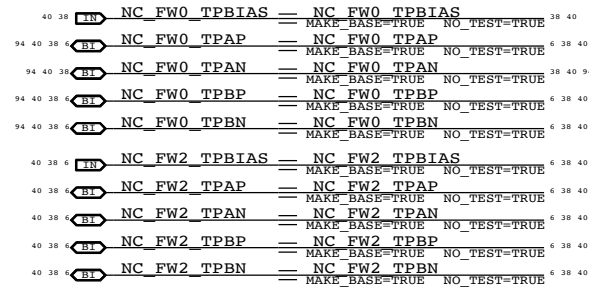 40 38 IN NC_FW0_TPBIAS = NC_FW0_TPBIAS 38 40
MAKE_BASE=TRUE NO_TEST=TRUE
94 40 38 6 BI NC_FW0_TPAP = NC_FW0_TPAP 6 38 40
MAKE_BASE=TRUE NO_TEST=TRUE
94 40 38 BI NC_FW0_TPAN = NC_FW0_TPAN 38 40 9
MAKE_BASE=TRUE NO_TEST=TRUE
94 40 38 6 BI NC_FW0_TPBP = NC_FW0_TPBP 6 38 40
MAKE_BASE=TRUE NO_TEST=TRUE
94 40 38 6 BI NC_FW0_TPBN = NC_FW0_TPBN 6 38 40
MAKE_BASE=TRUE NO_TEST=TRUE
40 38 6 IN NC_FW2_TPBIAS = NC_FW2_TPBIAS 6 38 40
MAKE_BASE=TRUE NO_TEST=TRUE
40 38 6 BI NC_FW2_TPAP = NC_FW2_TPAP 6 38 40
MAKE_BASE=TRUE NO_TEST=TRUE
40 38 6 BI NC_FW2_TPAN = NC_FW2_TPAN 6 38 40
MAKE_BASE=TRUE NO_TEST=TRUE
40 38 6 BI NC_FW2_TPBP = NC_FW2_TPBP 6 38 40
MAKE_BASE=TRUE NO_TEST=TRUE
40 38 6 BI NC_FW2_TPBN = NC_FW2_TPBN 6 38 40
MAKE_BASE=TRUE NO_TEST=TRUE